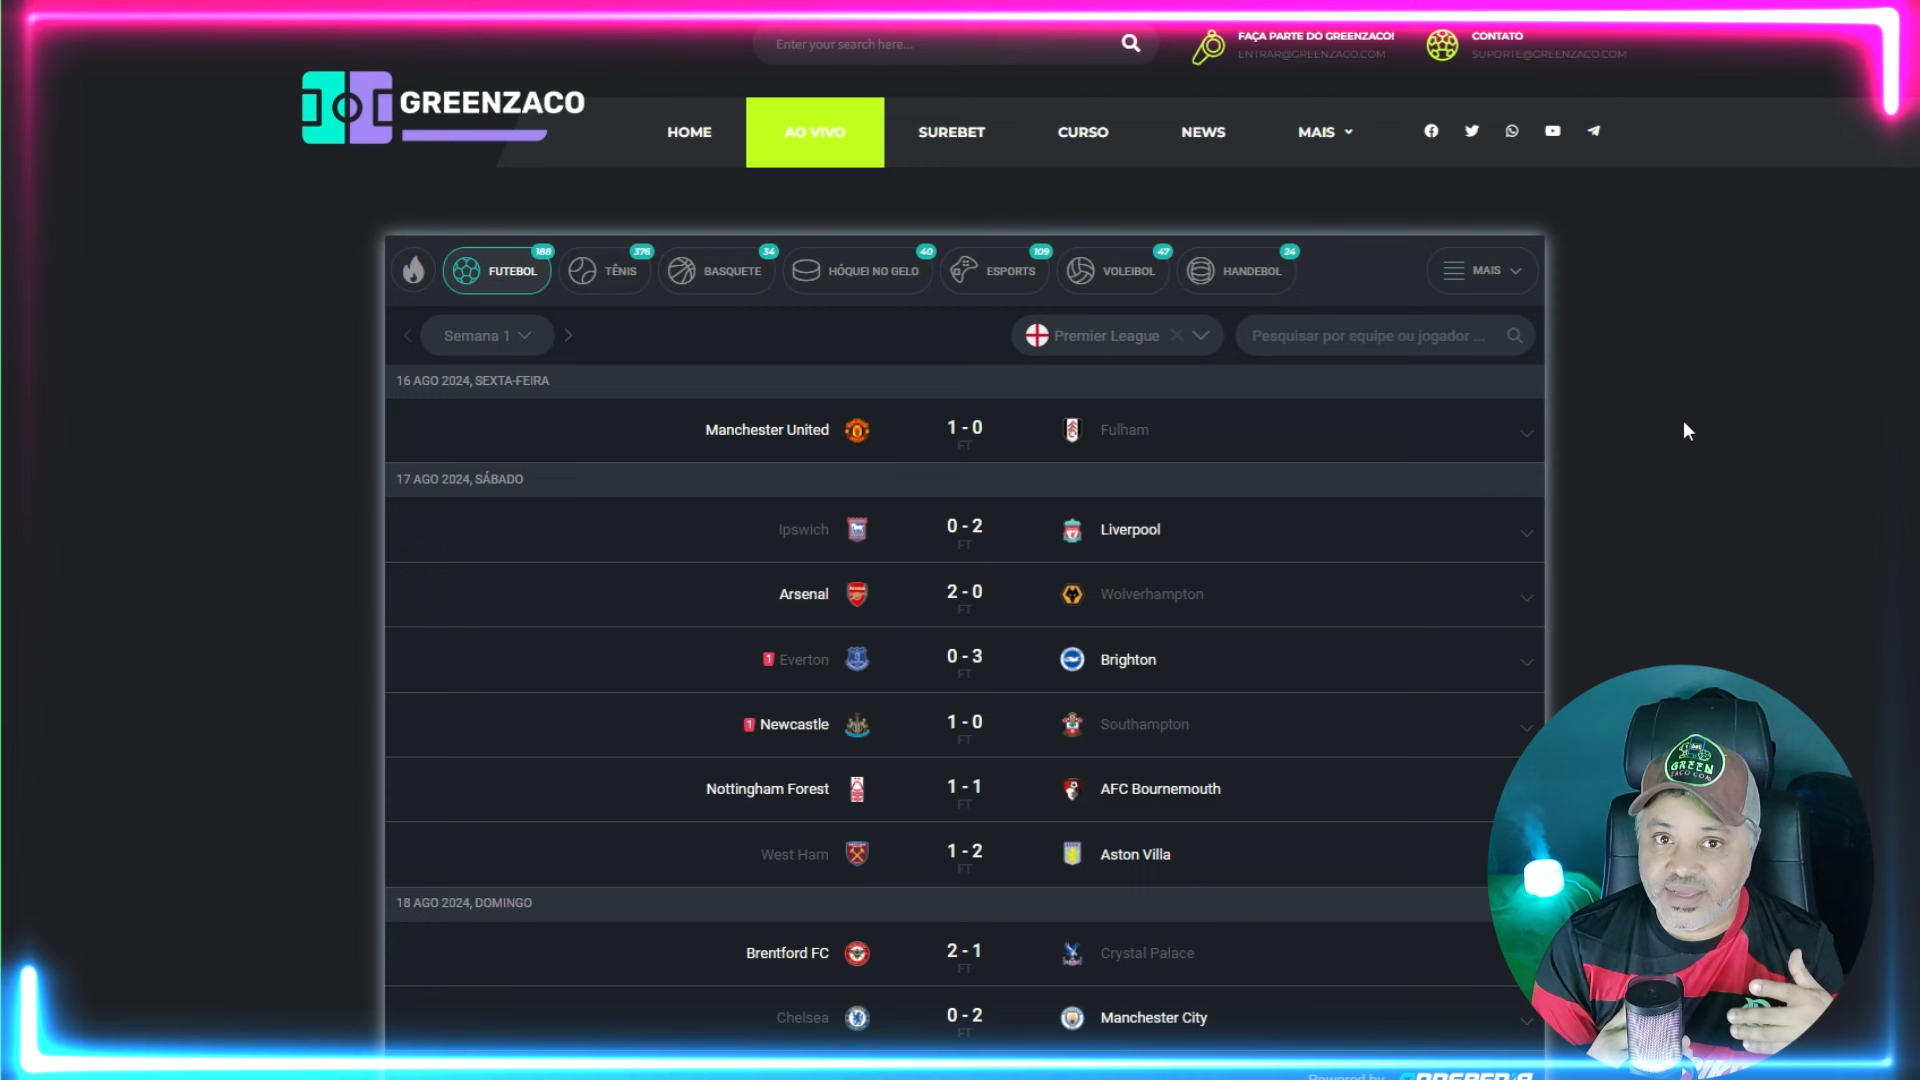 Enter your search here...
FAÇA PARTE DO GREENZACO!
ENTRAR@GREENZACO.COM
CONTATO
SUPORTE@GREENZACO.COM
GREENZACO
HOME
AO VIVO
SUREBET
CURSO
NEWS
MAIS
188
FUTEBOL
376
TÊNIS
34
BASQUETE
40
HÓQUEI NO GELO
109
ESPORTS
47
VOLEIBOL
24
HANDEBOL
MAIS
Semana 1
Premier League
Pesquisar por equipe ou jogador ...
16 AGO 2024, SEXTA-FEIRA
Manchester United 1 - 0 Fulham
FT
17 AGO 2024, SÁBADO
Ipswich 0 - 2 Liverpool
FT
Arsenal 2 - 0 Wolverhampton
FT
1 Everton 0 - 3 Brighton
FT
1 Newcastle 1 - 0 Southampton
FT
Nottingham Forest 1 - 1 AFC Bournemouth
FT
West Ham 1 - 2 Aston Villa
FT
18 AGO 2024, DOMINGO
Brentford FC 2 - 1 Crystal Palace
FT
Chelsea 0 - 2 Manchester City
FT
Powered by
GREEN